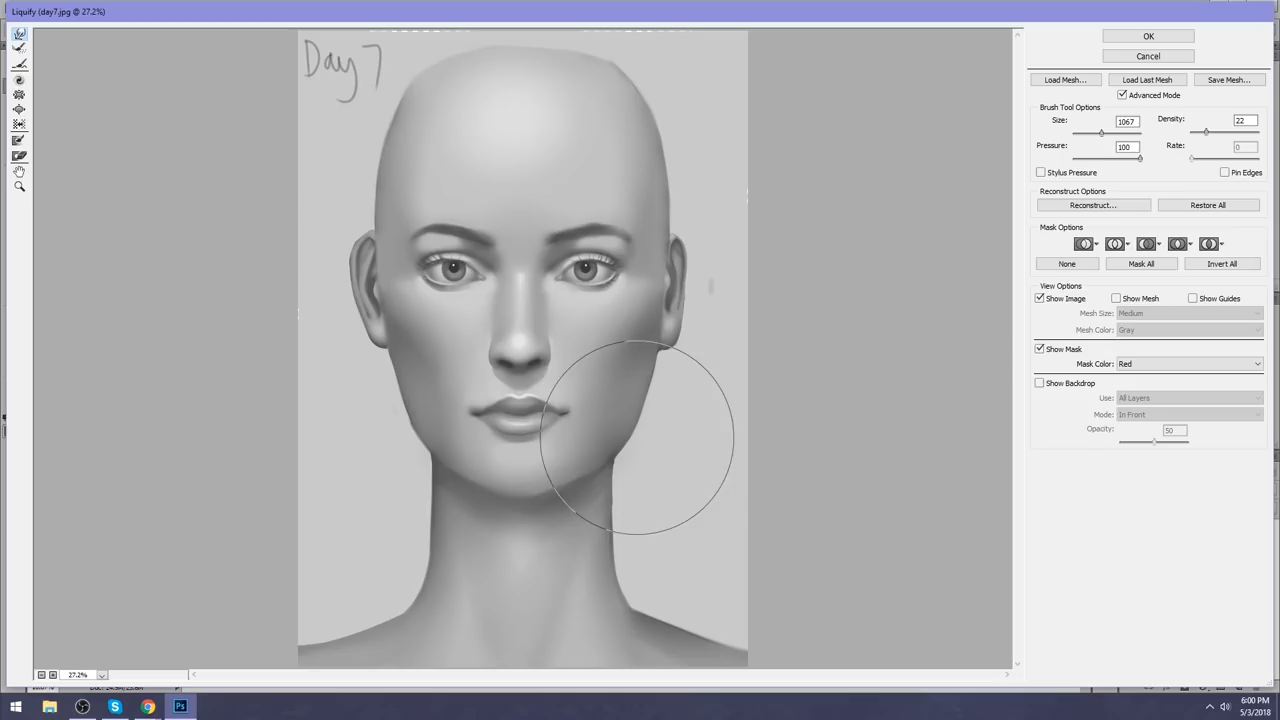 Liquify (day7.jpg @ 27.2%)
Day 7
OK
Cancel
Load Mesh... Load Last Mesh Save Mesh...
Advanced Mode
Brush Tool Options
Size: 1067 Density: 22
Pressure: 100 Rate: 0
Stylus Pressure Pin Edges
Reconstruct Options
Reconstruct... Restore All
Mask Options
None Mask All Invert All
View Options
Show Image Show Mesh Show Guides
Mesh Size: Medium
Mesh Color: Gray
Show Mask
Mask Color: Red
Show Backdrop
Use: All Layers
Mode: In Front
Opacity: 50
27.2%
Ps
6:00 PM
5/3/2018